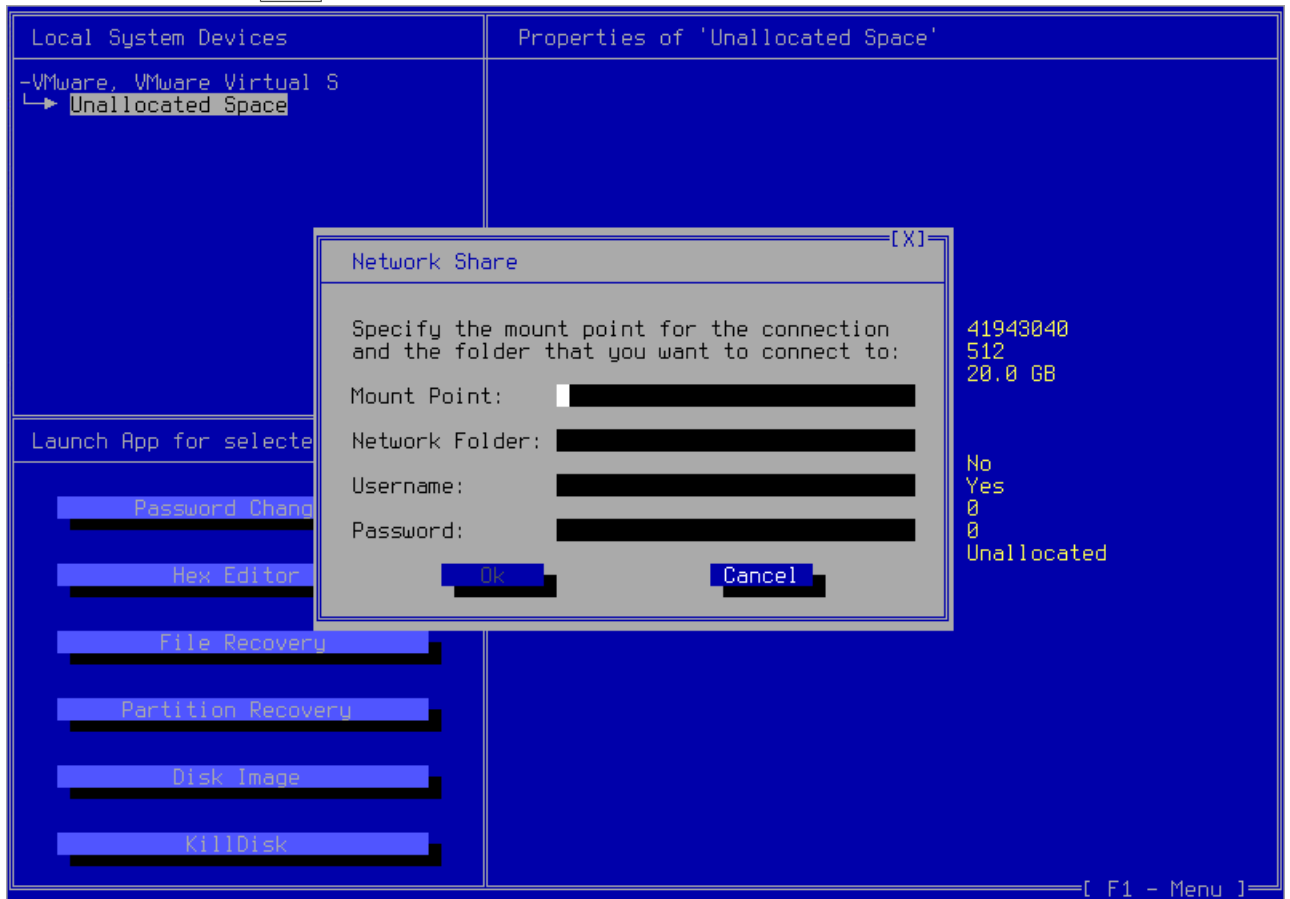 Local System Devices
Properties of 'Unallocated Space'
-VMware, VMware Virtual S
Unallocated Space
[X]
Network Share
Specify the mount point for the connection
and the folder that you want to connect to:
Mount Point:
Network Folder:
Username:
Password:
Ok
Cancel
41943040
512
20.0 GB
No
Yes
0
0
Unallocated
Launch App for selecte
Password Chang
Hex Editor
File Recovery
Partition Recovery
Disk Image
KillDisk
[ F1 - Menu ]